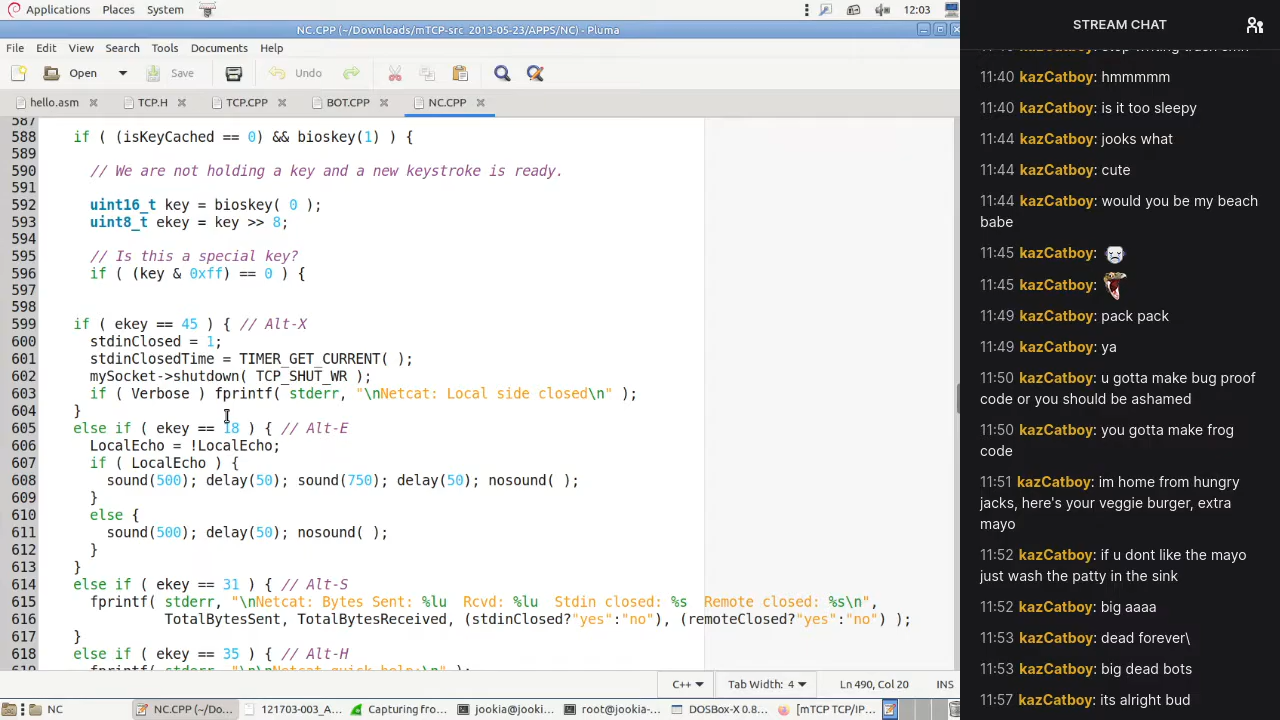 Applications Places System 12:03
NC.CPP (~/Downloads/mTCP-src_2013-05-23/APPS/NC) - Pluma
File Edit View Search Tools Documents Help
Open Save Undo
hello.asm TCP.H TCP.CPP BOT.CPP NC.CPP
587
588 if ( (isKeyCached == 0) && bioskey(1) ) {
589
590 // We are not holding a key and a new keystroke is ready.
591
592 uint16_t key = bioskey( 0 );
593 uint8_t ekey = key >> 8;
594
595 // Is this a special key?
596 if ( (key & 0xff) == 0 ) {
597
598
599 if ( ekey == 45 ) { // Alt-X
600 stdinClosed = 1;
601 stdinClosedTime = TIMER_GET_CURRENT( );
602 mySocket->shutdown( TCP_SHUT_WR );
603 if ( Verbose ) fprintf( stderr, "\nNetcat: Local side closed\n" );
604 }
605 else if ( ekey == 18 ) { // Alt-E
606 LocalEcho = !LocalEcho;
607 if ( LocalEcho ) {
608 sound(500); delay(50); sound(750); delay(50); nosound( );
609 }
610 else {
611 sound(500); delay(50); nosound( );
612 }
613 }
614 else if ( ekey == 31 ) { // Alt-S
615 fprintf( stderr, "\nNetcat: Bytes Sent: %lu  Rcvd: %lu  Stdin closed: %s  Remote closed: %s\n",
616 TotalBytesSent, TotalBytesReceived, (stdinClosed?"yes":"no"), (remoteClosed?"yes":"no") );
617 }
618 else if ( ekey == 35 ) { // Alt-H
619 fprintf( stderr, "\n\nNetcat quick help:\n" );
C++ Tab Width: 4 Ln 490, Col 20 INS
NC NC.CPP (~/Do... 121703-003_A... Capturing fro... jookia@jooki... root@jookia-... DOSBox-X 0.8... [mTCP TCP/IP...
STREAM CHAT
11:40 kazCatboy: hmmmmm
11:40 kazCatboy: is it too sleepy
11:44 kazCatboy: jooks what
11:44 kazCatboy: cute
11:44 kazCatboy: would you be my beach
babe
11:45 kazCatboy:
11:45 kazCatboy:
11:49 kazCatboy: pack pack
11:49 kazCatboy: ya
11:50 kazCatboy: u gotta make bug proof
code or you should be ashamed
11:50 kazCatboy: you gotta make frog
code
11:51 kazCatboy: im home from hungry
jacks, here's your veggie burger, extra
mayo
11:52 kazCatboy: if u dont like the mayo
just wash the patty in the sink
11:52 kazCatboy: big aaaa
11:53 kazCatboy: dead forever\
11:53 kazCatboy: big dead bots
11:57 kazCatboy: its alright bud